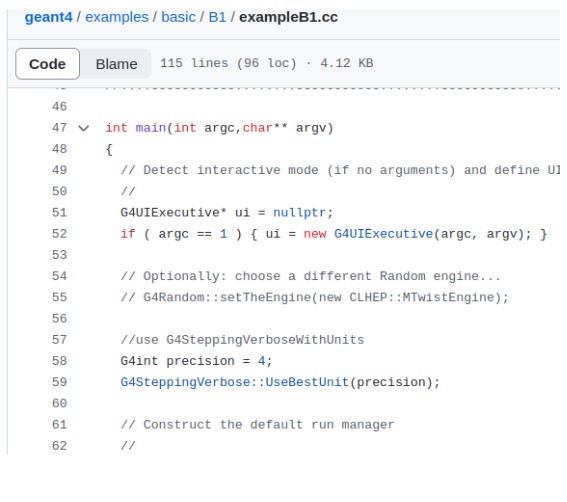 geant4 / examples / basic / B1 / exampleB1.cc
Code Blame 115 lines (96 loc) · 4.12 KB
46
47 int main(int argc,char** argv)
48 {
49 // Detect interactive mode (if no arguments) and define UI
50 //
51 G4UIExecutive* ui = nullptr;
52 if ( argc == 1 ) { ui = new G4UIExecutive(argc, argv); }
53
54 // Optionally: choose a different Random engine...
55 // G4Random::setTheEngine(new CLHEP::MTwistEngine);
56
57 //use G4SteppingVerboseWithUnits
58 G4int precision = 4;
59 G4SteppingVerbose::UseBestUnit(precision);
60
61 // Construct the default run manager
62 //